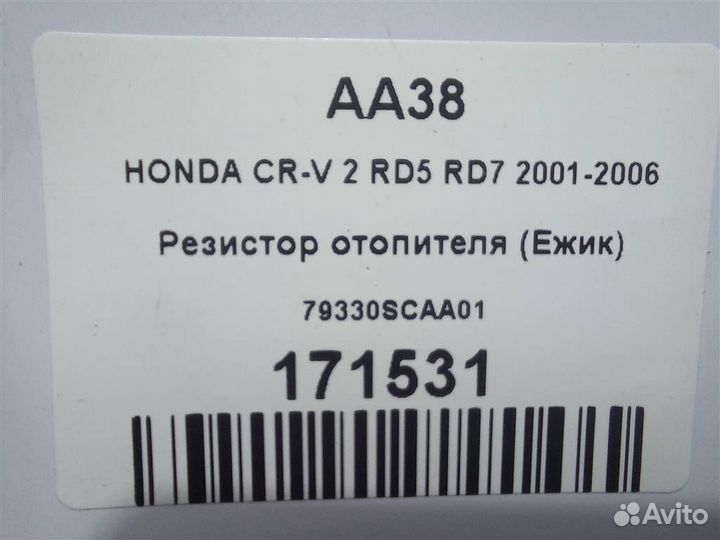 AA38
HONDA CR-V 2 RD5 RD7 2001-2006
Резистор отопителя (Ежик)
79330SCAA01
171531
Avito